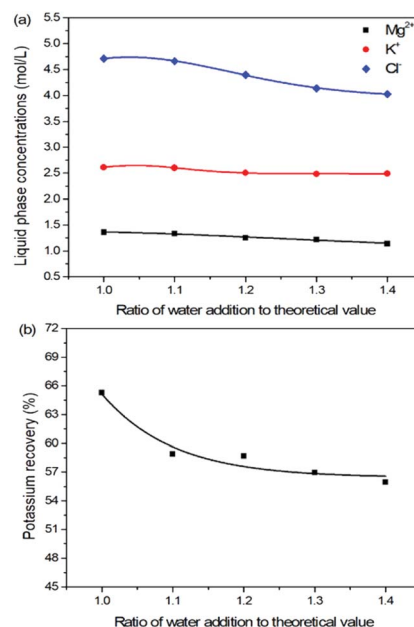 (a)
Mg²⁺
K⁺
Cl⁻
Liquid phase concentrations (mol/L)
5.5
5.0
4.5
4.0
3.5
3.0
2.5
2.0
1.5
1.0
0.5
1.0 1.1 1.2 1.3 1.4
Ratio of water addition to theoretical value
(b)
Potassium recovery (%)
72
69
66
63
60
57
54
51
48
45
1.0 1.1 1.2 1.3 1.4
Ratio of water addition to theoretical value